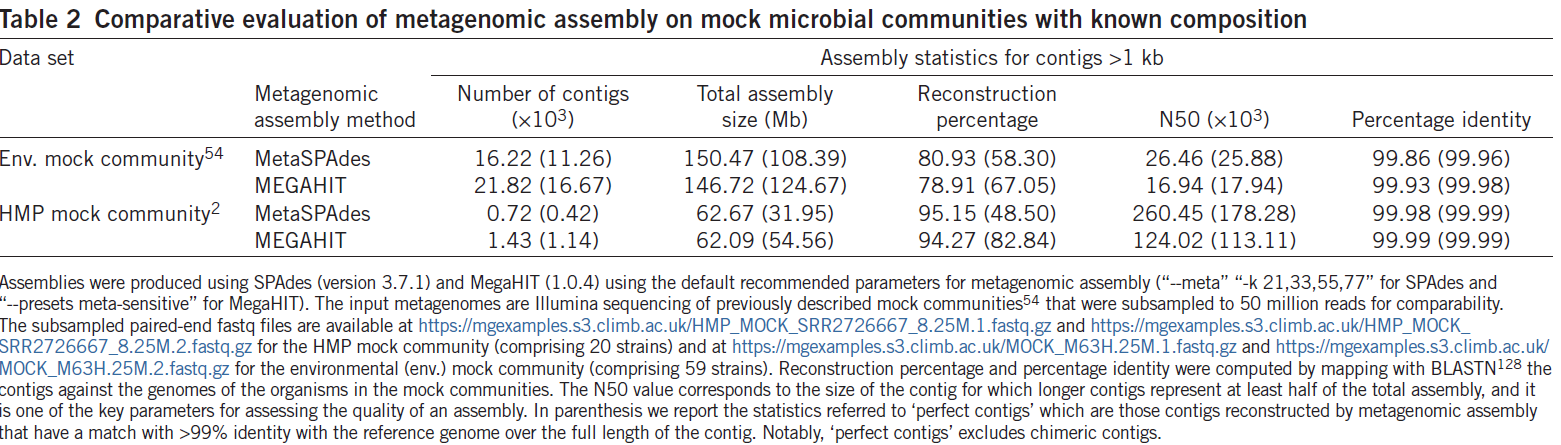 Table 2 Comparative evaluation of metagenomic assembly on mock microbial communities with known composition
Data set Assembly statistics for contigs >1 kb
Metagenomic assembly method Number of contigs (×10³) Total assembly size (Mb) Reconstruction percentage N50 (×10³) Percentage identity
Env. mock community⁵⁴ MetaSPAdes 16.22 (11.26) 150.47 (108.39) 80.93 (58.30) 26.46 (25.88) 99.86 (99.96)
MEGAHIT 21.82 (16.67) 146.72 (124.67) 78.91 (67.05) 16.94 (17.94) 99.93 (99.98)
HMP mock community² MetaSPAdes 0.72 (0.42) 62.67 (31.95) 95.15 (48.50) 260.45 (178.28) 99.98 (99.99)
MEGAHIT 1.43 (1.14) 62.09 (54.56) 94.27 (82.84) 124.02 (113.11) 99.99 (99.99)
Assemblies were produced using SPAdes (version 3.7.1) and MegaHIT (1.0.4) using the default recommended parameters for metagenomic assembly (“--meta” “-k 21,33,55,77” for SPAdes and
“--presets meta-sensitive” for MegaHIT). The input metagenomes are Illumina sequencing of previously described mock communities⁵⁴ that were subsampled to 50 million reads for comparability.
The subsampled paired-end fastq files are available at https://mgexamples.s3.climb.ac.uk/HMP_MOCK_SRR2726667_8.25M.1.fastq.gz and https://mgexamples.s3.climb.ac.uk/HMP_MOCK_
SRR2726667_8.25M.2.fastq.gz for the HMP mock community (comprising 20 strains) and at https://mgexamples.s3.climb.ac.uk/MOCK_M63H.25M.1.fastq.gz and https://mgexamples.s3.climb.ac.uk/
MOCK_M63H.25M.2.fastq.gz for the environmental (env.) mock community (comprising 59 strains). Reconstruction percentage and percentage identity were computed by mapping with BLASTN¹²⁸ the
contigs against the genomes of the organisms in the mock communities. The N50 value corresponds to the size of the contig for which longer contigs represent at least half of the total assembly, and it
is one of the key parameters for assessing the quality of an assembly. In parenthesis we report the statistics referred to ‘perfect contigs’ which are those contigs reconstructed by metagenomic assembly
that have a match with >99% identity with the reference genome over the full length of the contig. Notably, ‘perfect contigs’ excludes chimeric contigs.